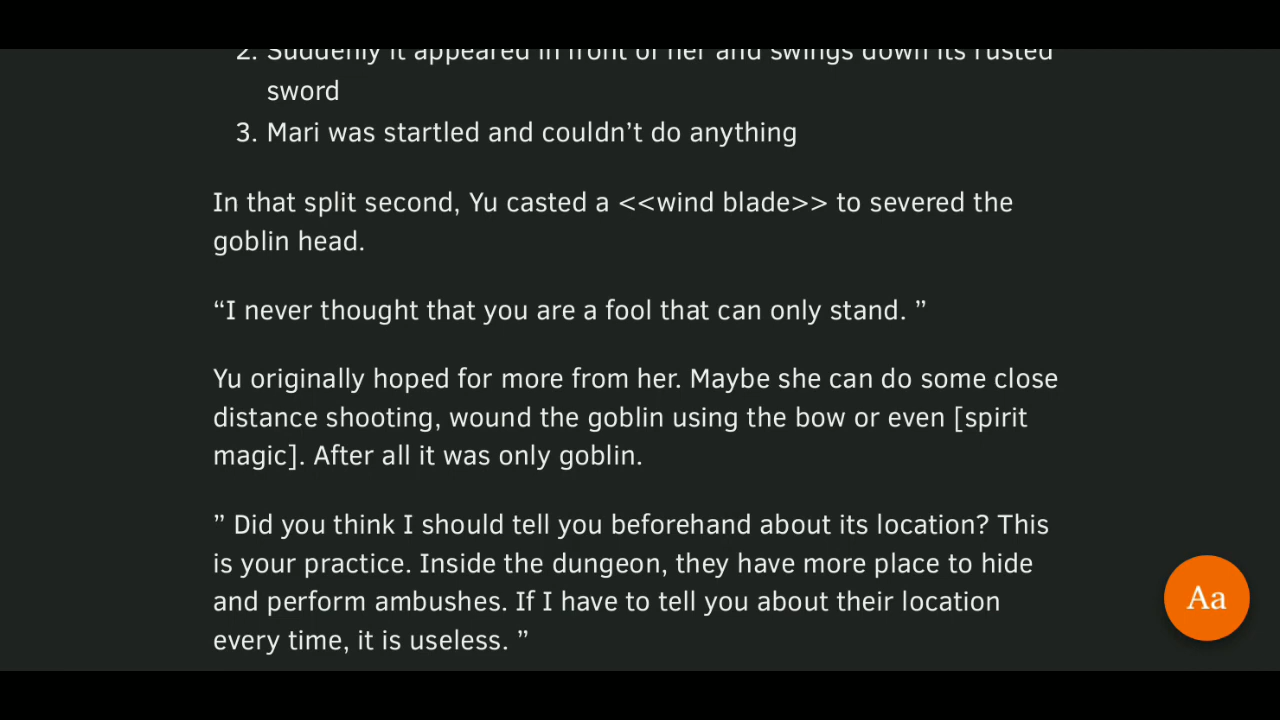 2. Suddenly it appeared in front of her and swings down its rusted
sword
3. Mari was startled and couldn’t do anything
In that split second, Yu casted a <<wind blade>> to severed the
goblin head.
“I never thought that you are a fool that can only stand. ”
Yu originally hoped for more from her. Maybe she can do some close
distance shooting, wound the goblin using the bow or even [spirit
magic]. After all it was only goblin.
” Did you think I should tell you beforehand about its location? This
is your practice. Inside the dungeon, they have more place to hide
and perform ambushes. If I have to tell you about their location
every time, it is useless. ”
Aa